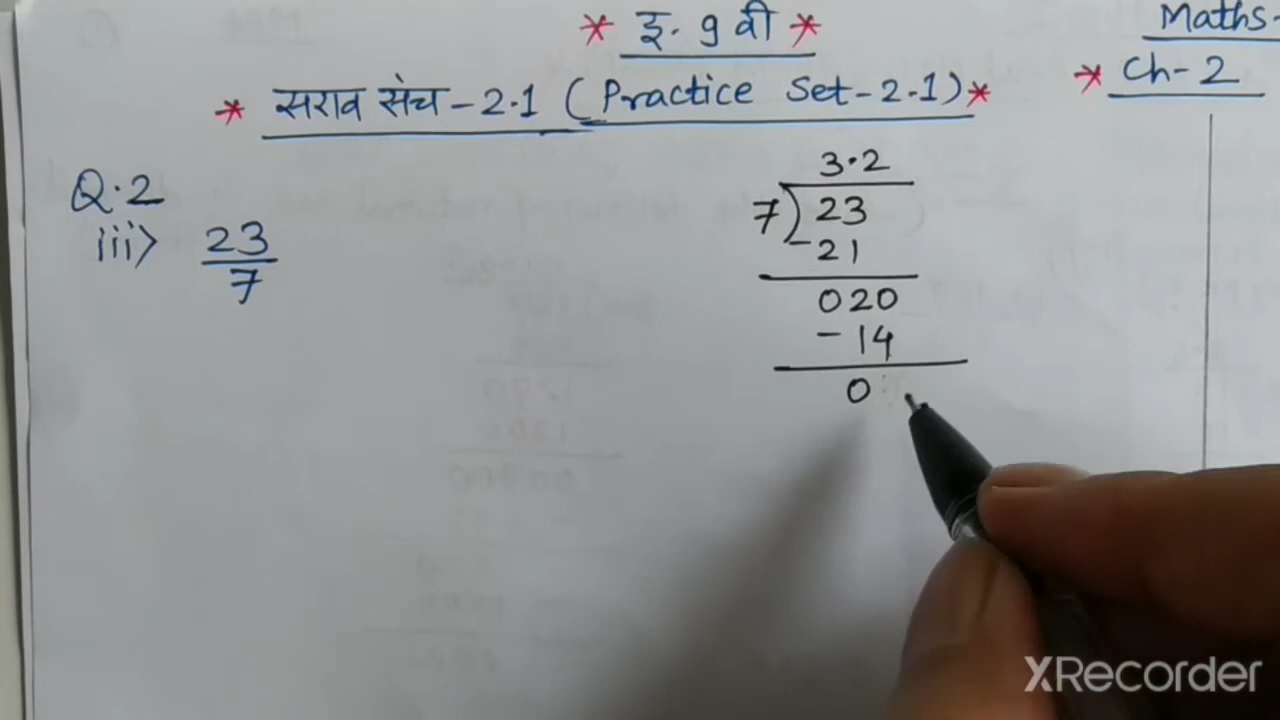 * इ. 9 वी *
Maths-
* सराव संच - 2.1 ( Practice Set - 2.1 ) *
* Ch - 2
Q.2
iii) 23/7
3.2
7)23
-21
020
-14
0
XRecorder